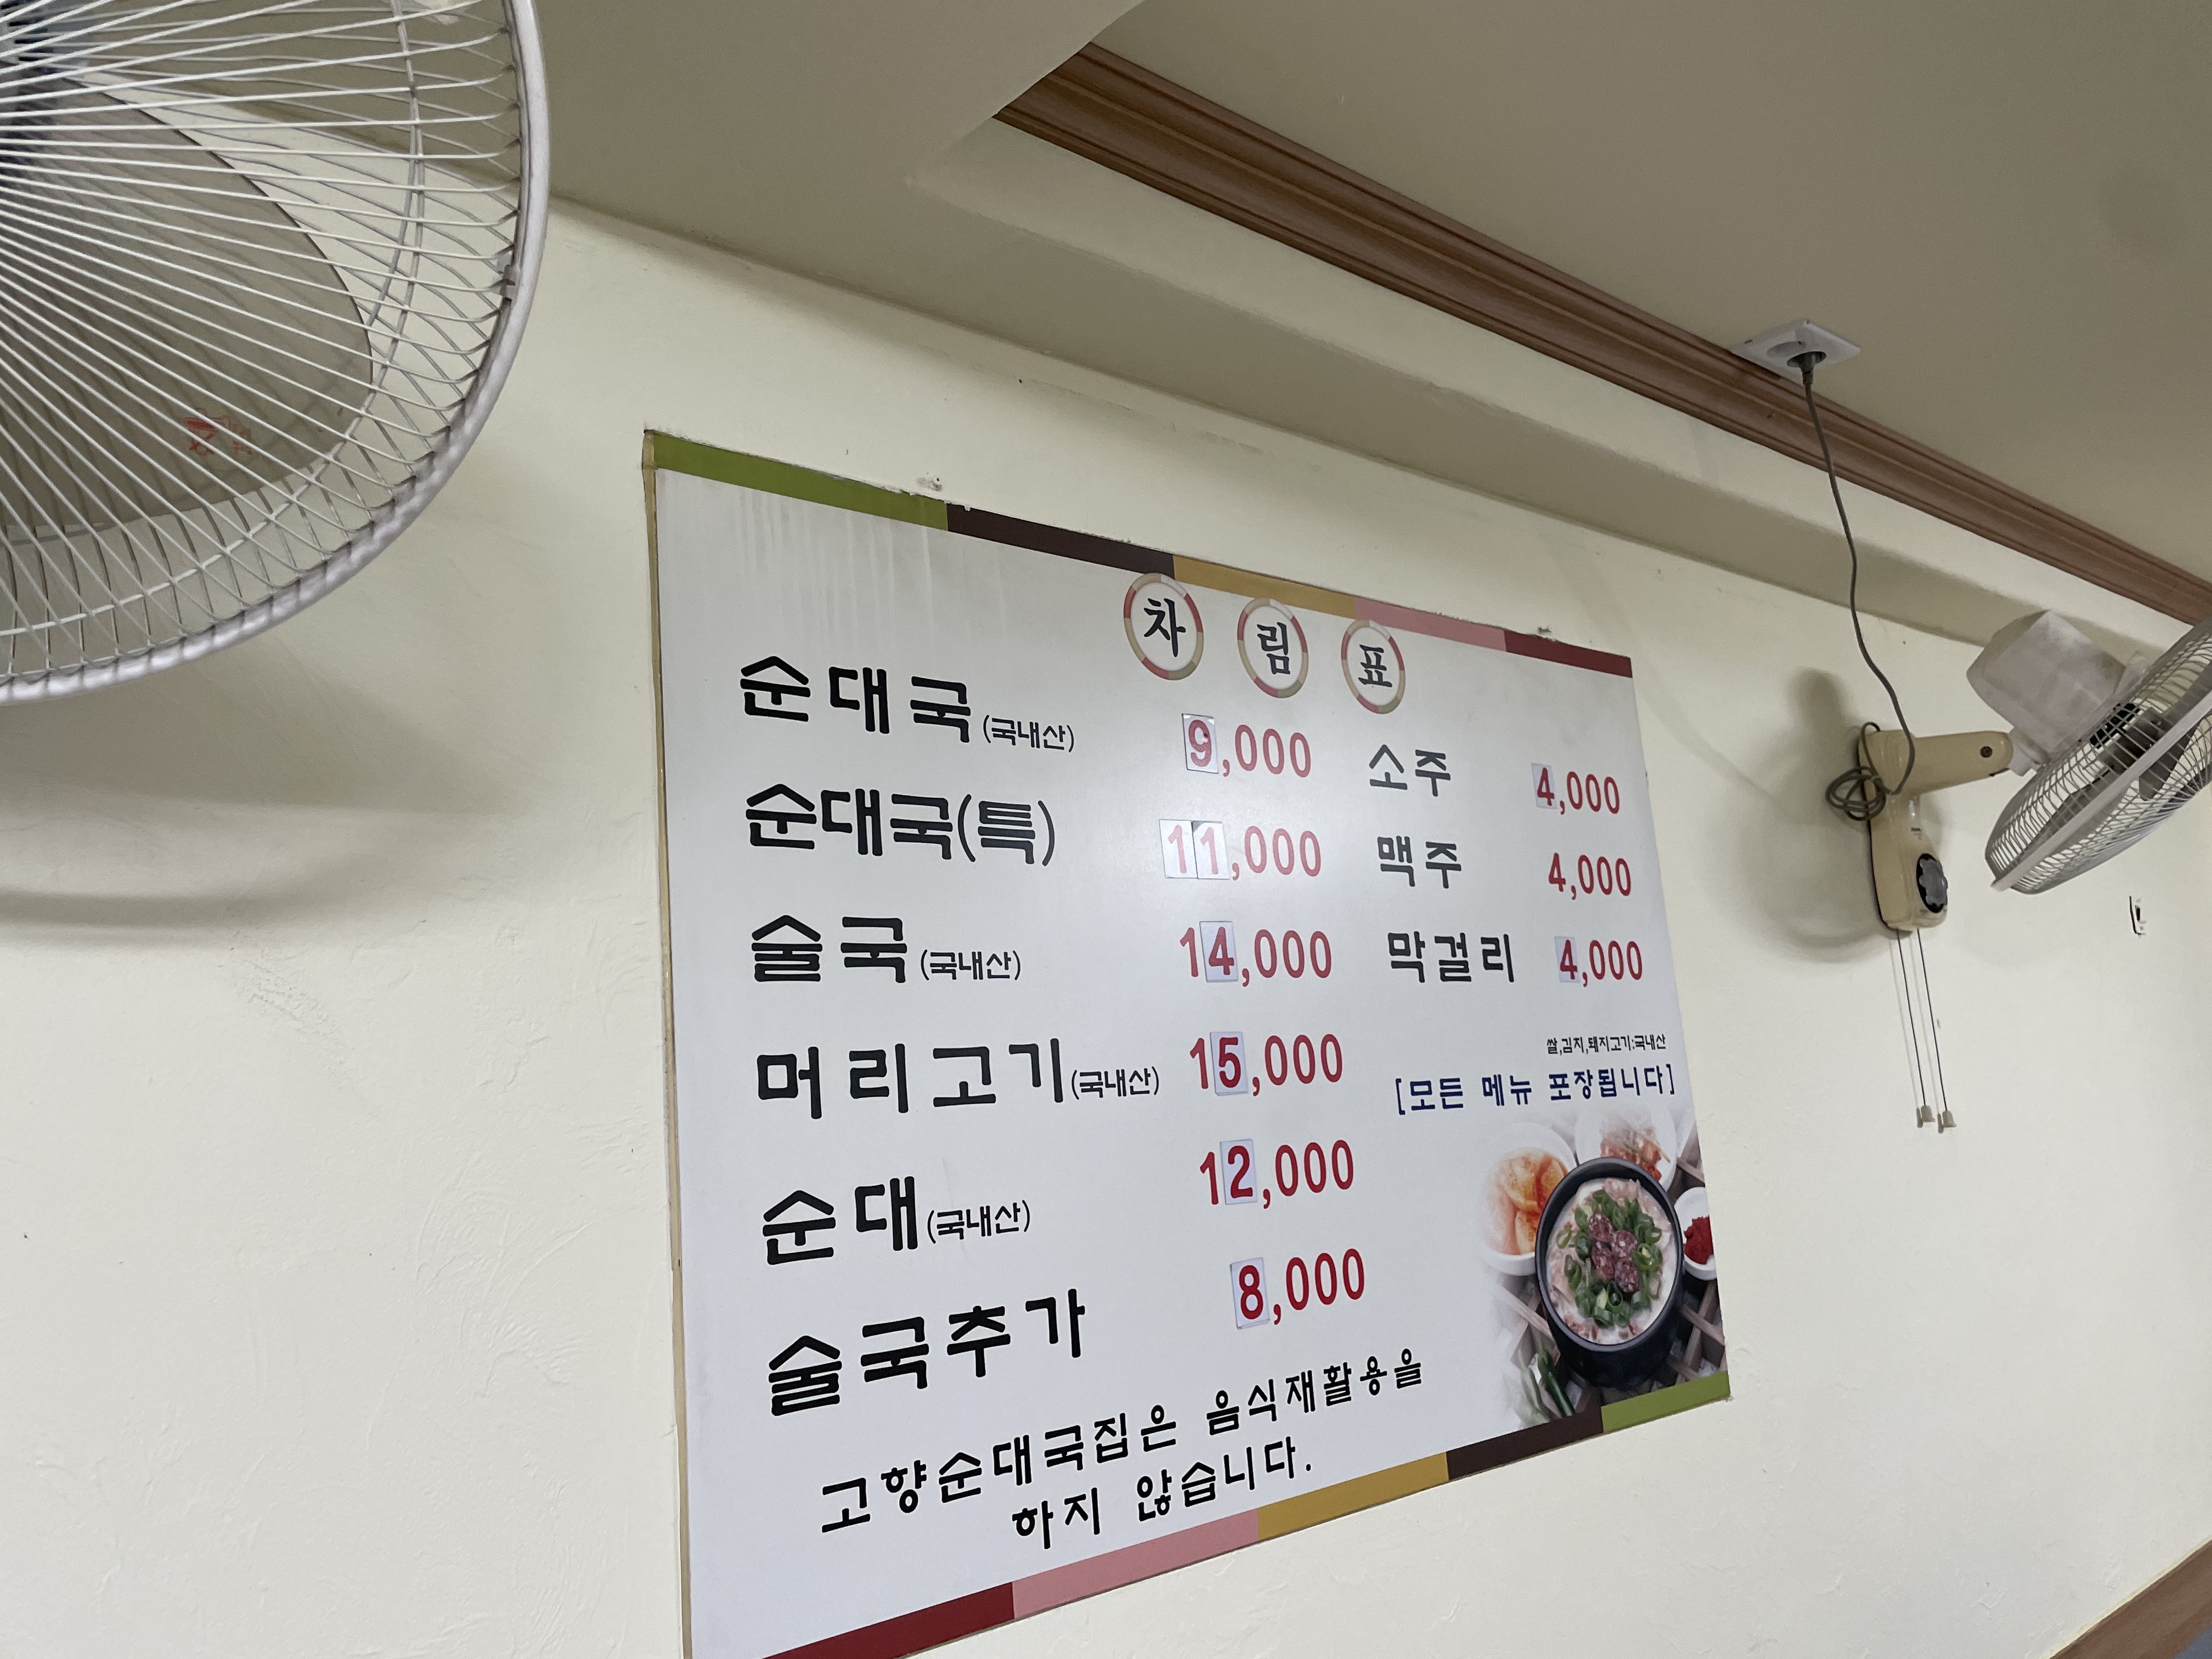 차림표
순대국(국내산) 9,000
순대국(특) 11,000
술국(국내산) 14,000
머리고기(국내산) 15,000
순대(국내산) 12,000
술국추가 8,000
소주 4,000
맥주 4,000
막걸리 4,000
쌀,김치,돼지고기:국내산
[모든 메뉴 포장됩니다]
고향순대국집은 음식재활용을
하지 않습니다.